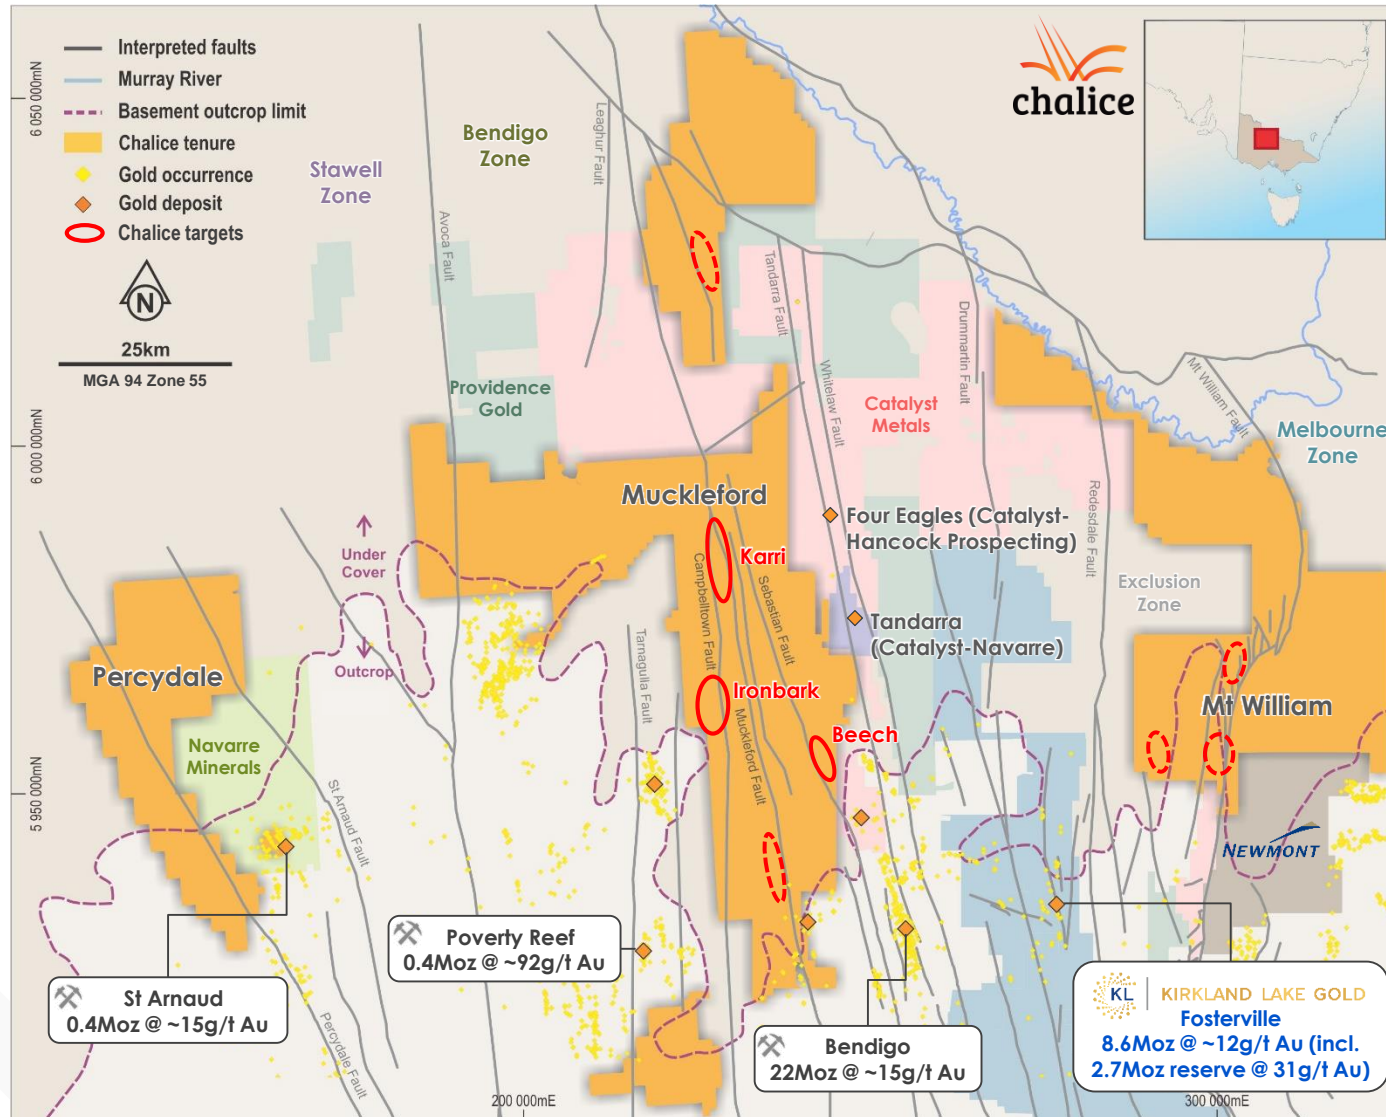 Interpreted faults
Murray River
Basement outcrop limit
Chalice tenure
Gold occurrence
Gold deposit
Chalice targets
N
25km
MGA 94 Zone 55
6 050 000mN
6 000 000mN
5 950 000mN
200 000mE
300 000mE
chalice
Stawell
Zone
Bendigo
Zone
Melbourne
Zone
Leaghur Fault
Avoca Fault
Tandarra Fault
Whitelaw Fault
Drummartin Fault
Mt William Fault
Redesdale Fault
Providence
Gold
Catalyst
Metals
Muckleford
Four Eagles (Catalyst-
Hancock Prospecting)
Karri
Campbelltown Fault
Sebastian Fault
Under
Cover
Outcrop
Exclusion
Zone
Tandarra
(Catalyst-Navarre)
Percydale
Tarnagulla Fault
Ironbark
Muckleford Fault
Beech
Mt William
Navarre
Minerals
St Arnaud Fault
Percydale Fault
NEWMONT
St Arnaud
0.4Moz @ ~15g/t Au
Poverty Reef
0.4Moz @ ~92g/t Au
Bendigo
22Moz @ ~15g/t Au
KL KIRKLAND LAKE GOLD
Fosterville
8.6Moz @ ~12g/t Au (incl.
2.7Moz reserve @ 31g/t Au)